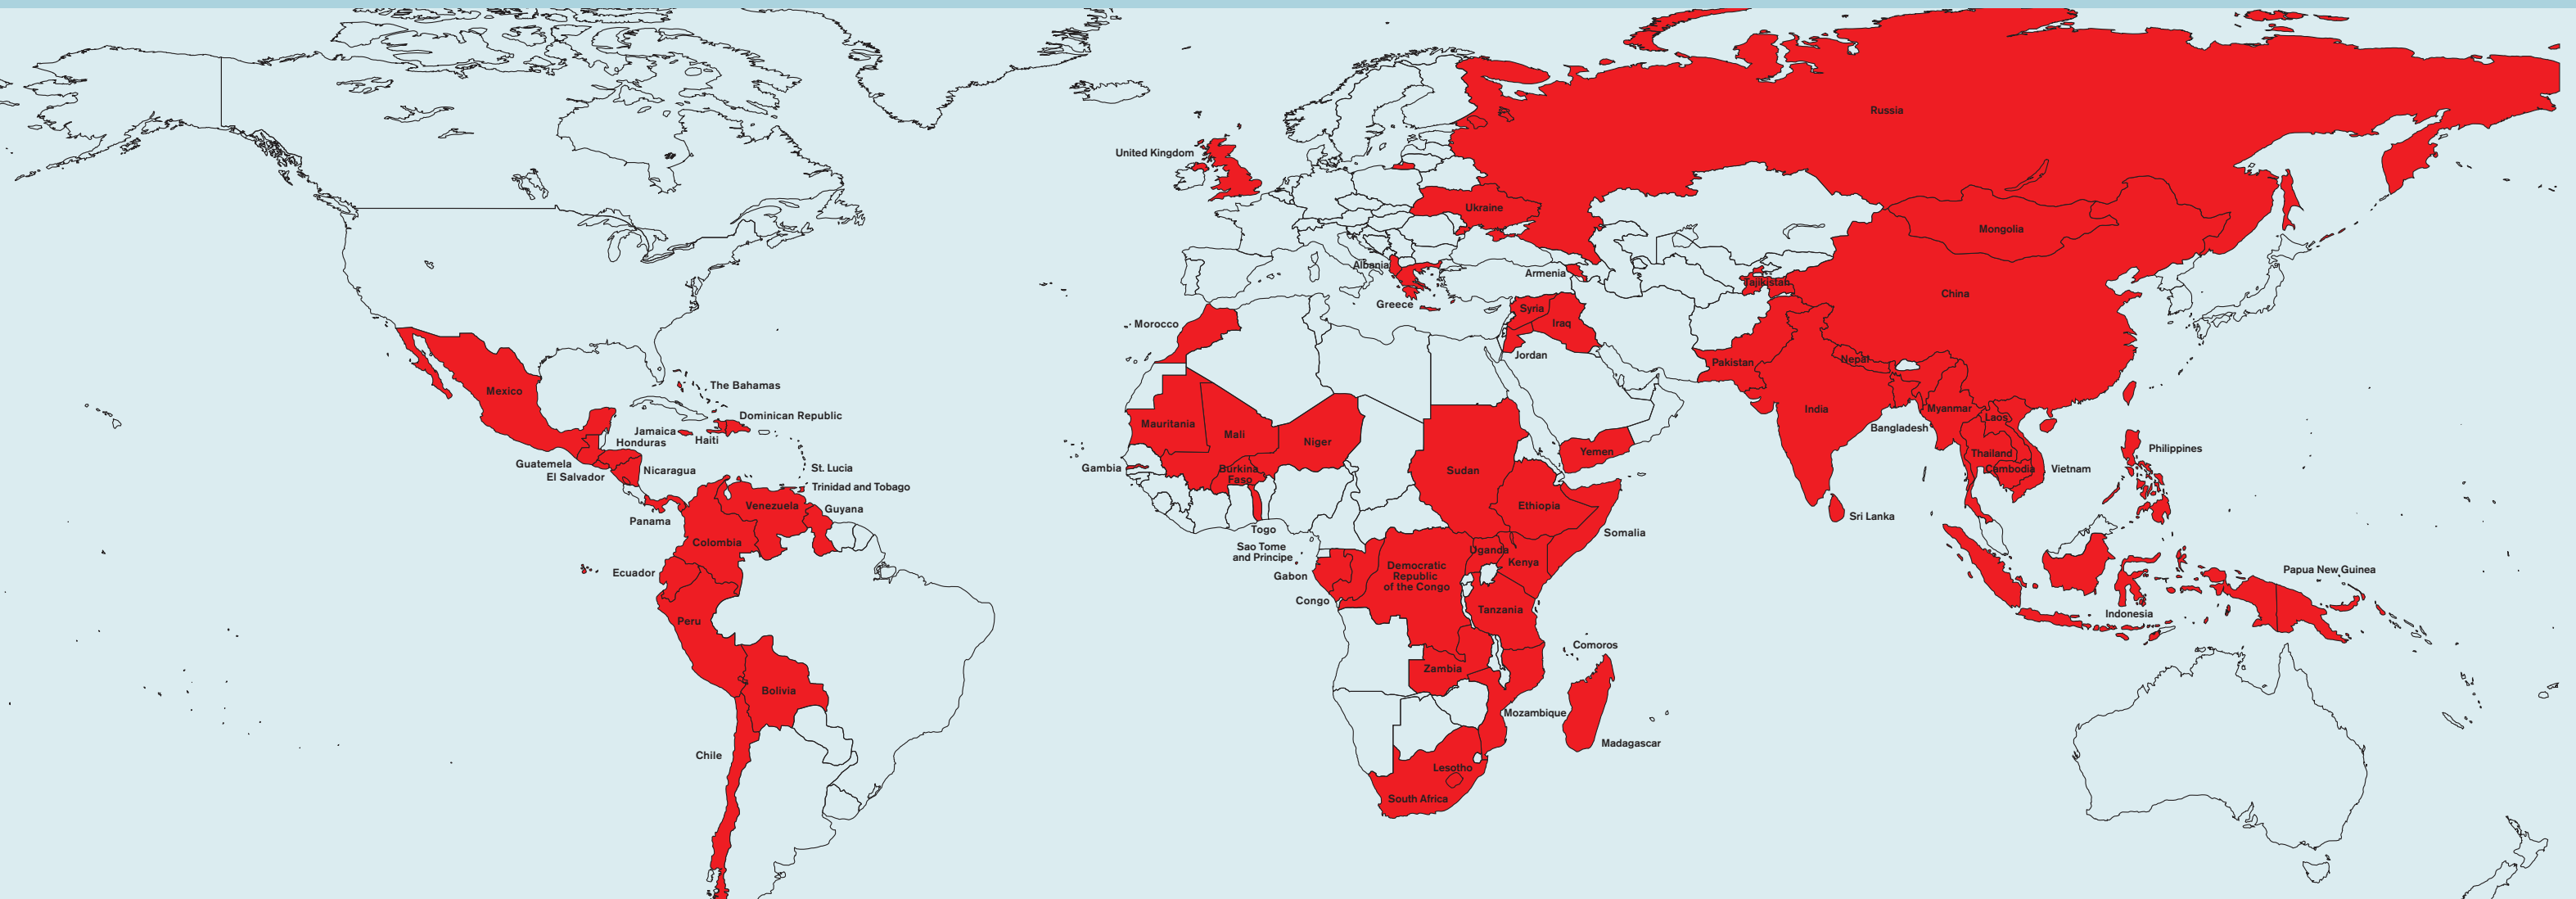 Russia
United Kingdom
Ukraine
Mongolia
Albania
Armenia
Tajikistan
China
Greece
Syria
Morocco
Iraq
Jordan
Pakistan
Nepal
The Bahamas
Mexico
India
Myanmar
Dominican Republic
Laos
Mauritania
Bangladesh
Jamaica
Haiti
Honduras
Mali
Niger
Philippines
Yemen
Thailand
Guatemela
St. Lucia
Gambia
Burkina
Faso
Sudan
Cambodia
Vietnam
Nicaragua
El Salvador
Trinidad and Tobago
Venezuela
Guyana
Ethiopia
Sri Lanka
Panama
Togo
Somalia
Colombia
Sao Tome
and Principe
Uganda
Kenya
Ecuador
Gabon
Democratic
Republic
of the Congo
Papua New Guinea
Congo
Tanzania
Indonesia
Peru
Comoros
Zambia
Bolivia
Mozambique
Madagascar
Chile
Lesotho
South Africa